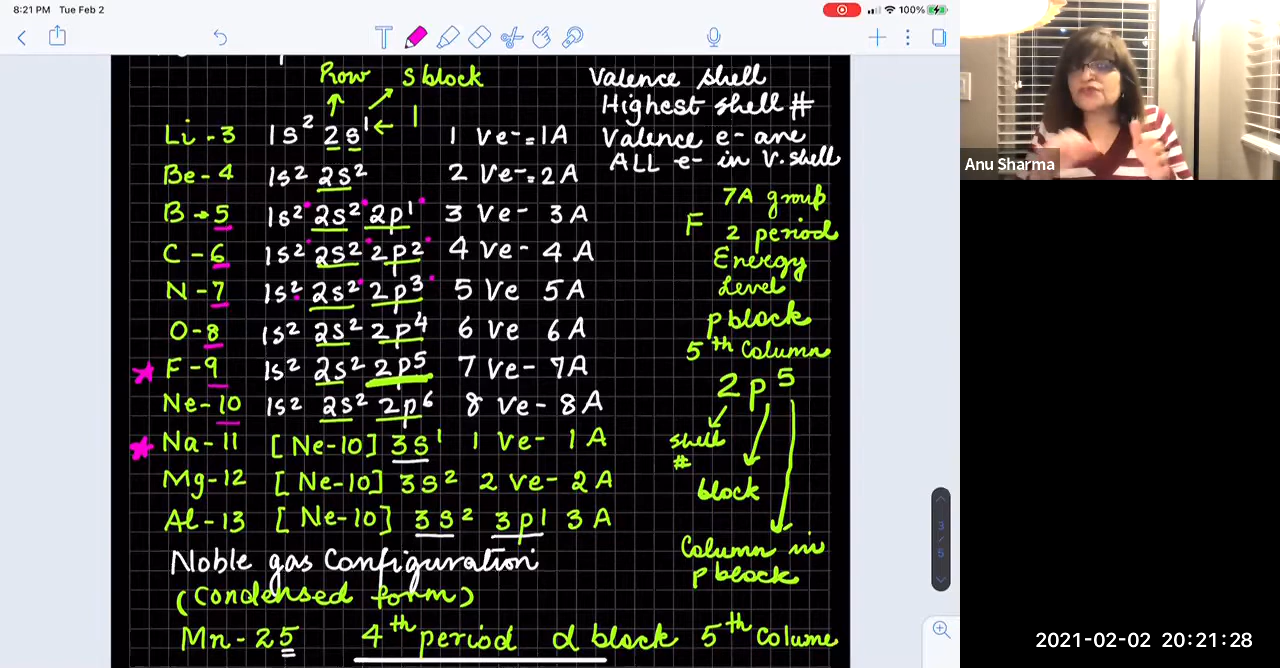 8:21 PM Tue Feb 2
100%
T
Row S block
1
Li - 3 1s² 2s¹ 1 ve-=1A
Be - 4 1s² 2s² 2 Ve-=2A
B - 5 1s² 2s² 2p¹ 3 Ve- 3A
C - 6 1s² 2s² 2p² 4 Ve- 4A
N - 7 1s² 2s² 2p³ 5 Ve 5A
O - 8 1s² 2s² 2p⁴ 6 Ve 6A
F - 9 1s² 2s² 2p⁵ 7 Ve- 7A
Ne - 10 1s² 2s² 2p⁶ 8 Ve- 8A
Na - 11 [Ne-10] 3s¹ 1 Ve- 1A
Mg - 12 [Ne-10] 3s² 2 Ve- 2A
Al - 13 [Ne-10] 3s² 3p¹ 3A
Noble gas Configuration
(Condensed form)
Mn - 25 4th period d block 5th Column
Valence shell
Highest shell #
Valence e- are
ALL e- in V.shell
7A group
F 2 period
Energy
Level
p block
5th Column
2p5
shell
#
block
Column in
p block
3
5
Anu Sharma
2021-02-02 20:21:28